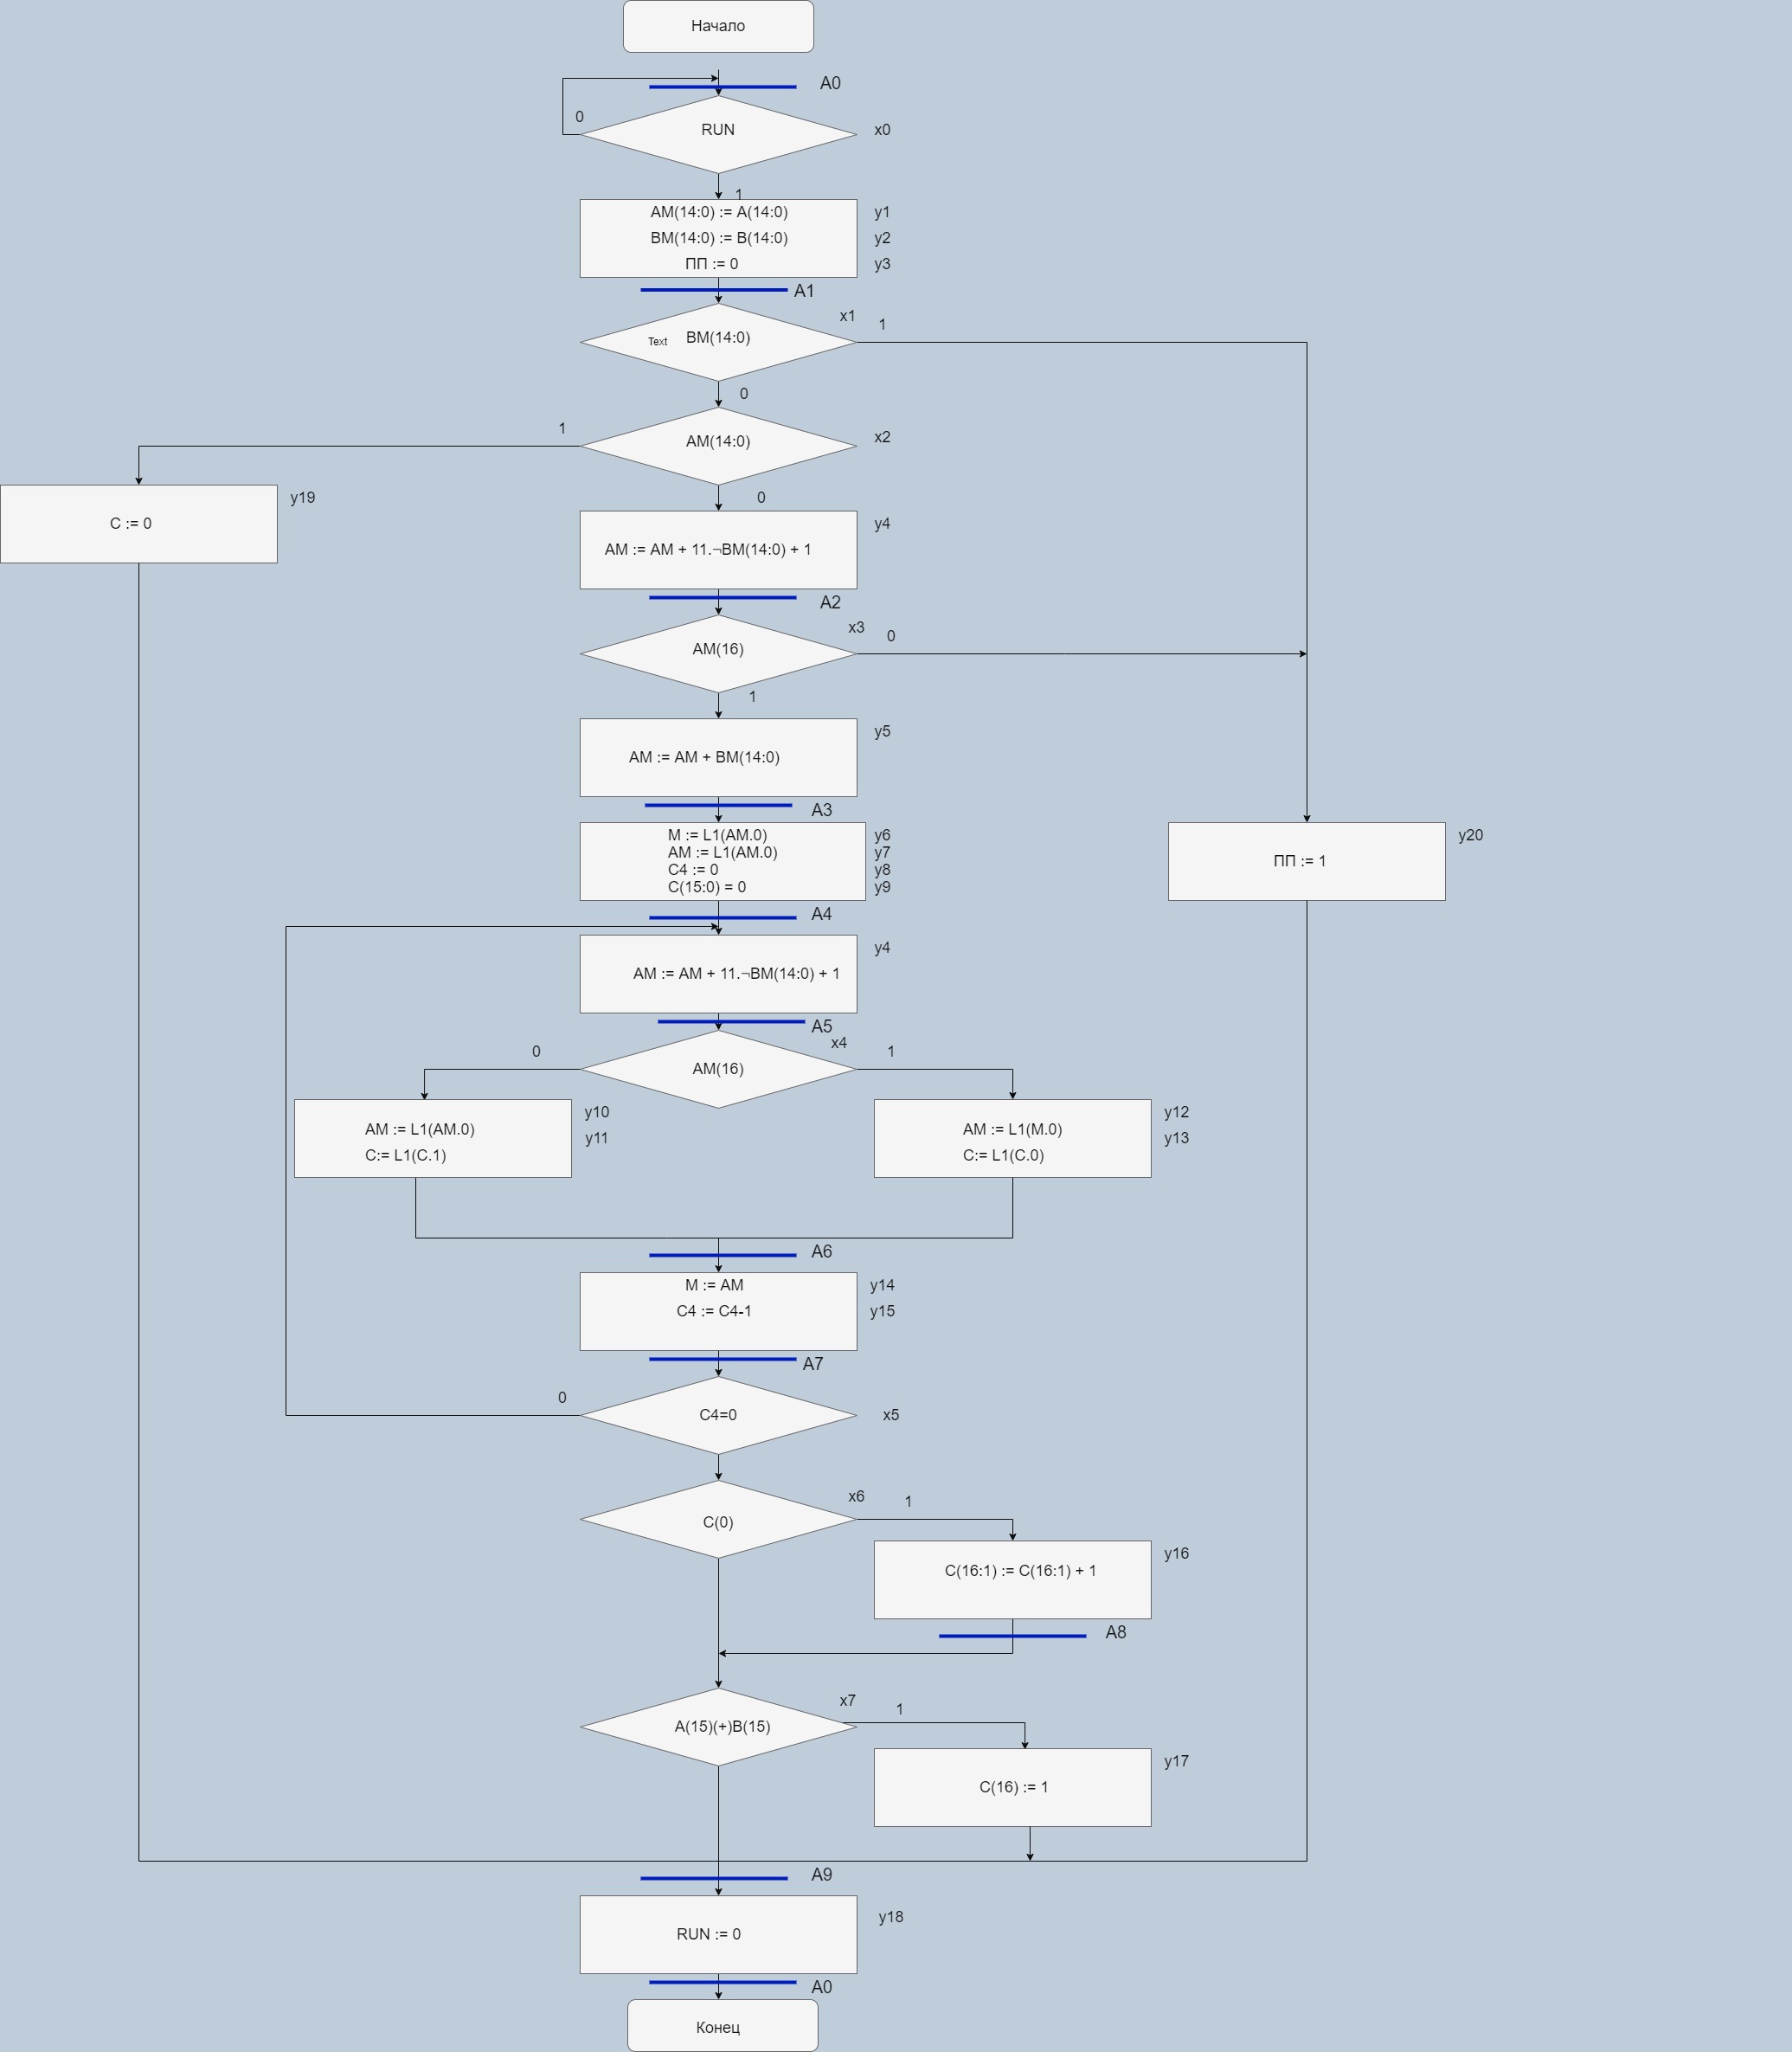 Начало
A0
0
RUN
x0
1
AM(14:0) := A(14:0)
y1
BM(14:0) := B(14:0)
y2
ПП := 0
y3
A1
x1
1
Text
BM(14:0)
0
1
AM(14:0)
x2
0
y19
C := 0
y4
AM := AM + 11.¬BM(14:0) + 1
A2
x3
0
AM(16)
1
y5
AM := AM + BM(14:0)
A3
M := L1(AM.0)
y6
AM := L1(AM.0)
y7
C4 := 0
y8
C(15:0) = 0
y9
y20
ПП := 1
A4
y4
AM := AM + 11.¬BM(14:0) + 1
A5
x4
0
1
AM(16)
y10
AM := L1(AM.0)
y11
C:= L1(C.1)
y12
AM := L1(M.0)
y13
C:= L1(C.0)
A6
M := AM
y14
C4 := C4-1
y15
A7
0
C4=0
x5
x6
1
C(0)
y16
C(16:1) := C(16:1) + 1
A8
x7
1
A(15)(+)B(15)
y17
C(16) := 1
A9
y18
RUN := 0
A0
Конец